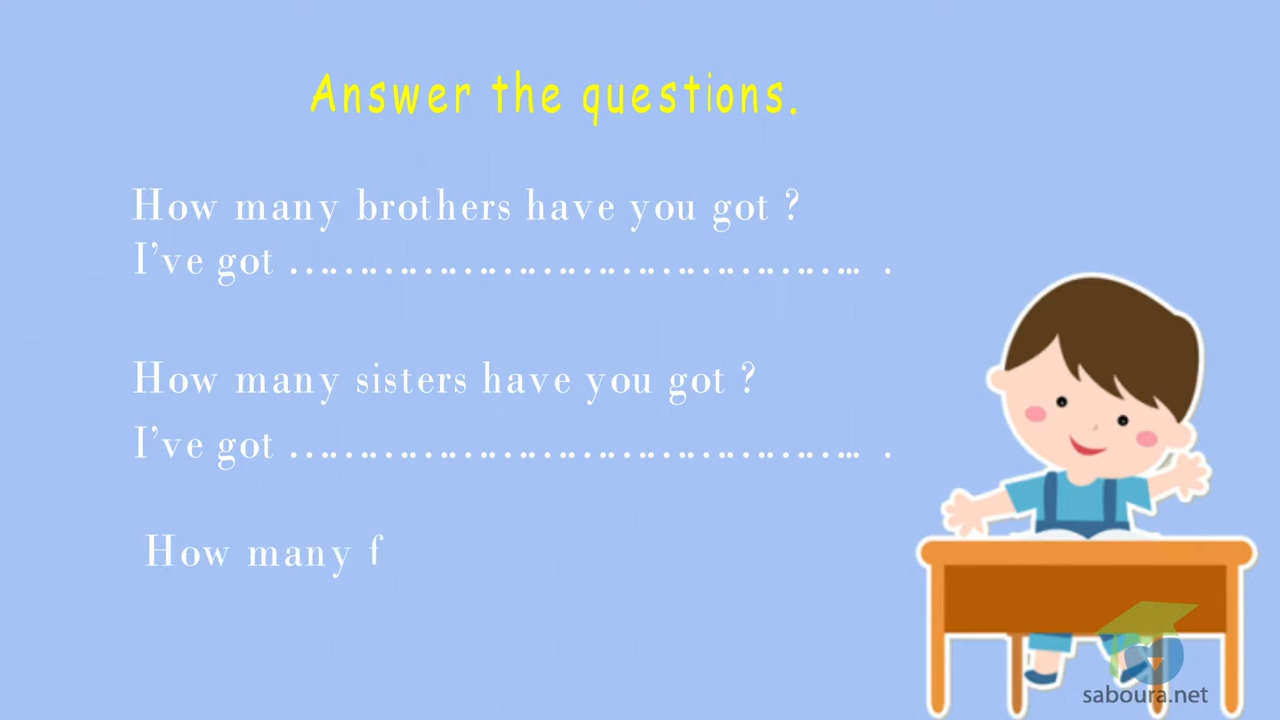 Answer the questions.
How many brothers have you got ?
I've got ………………………………………… .
How many sisters have you got ?
I've got ………………………………………… .
How many f
saboura.net